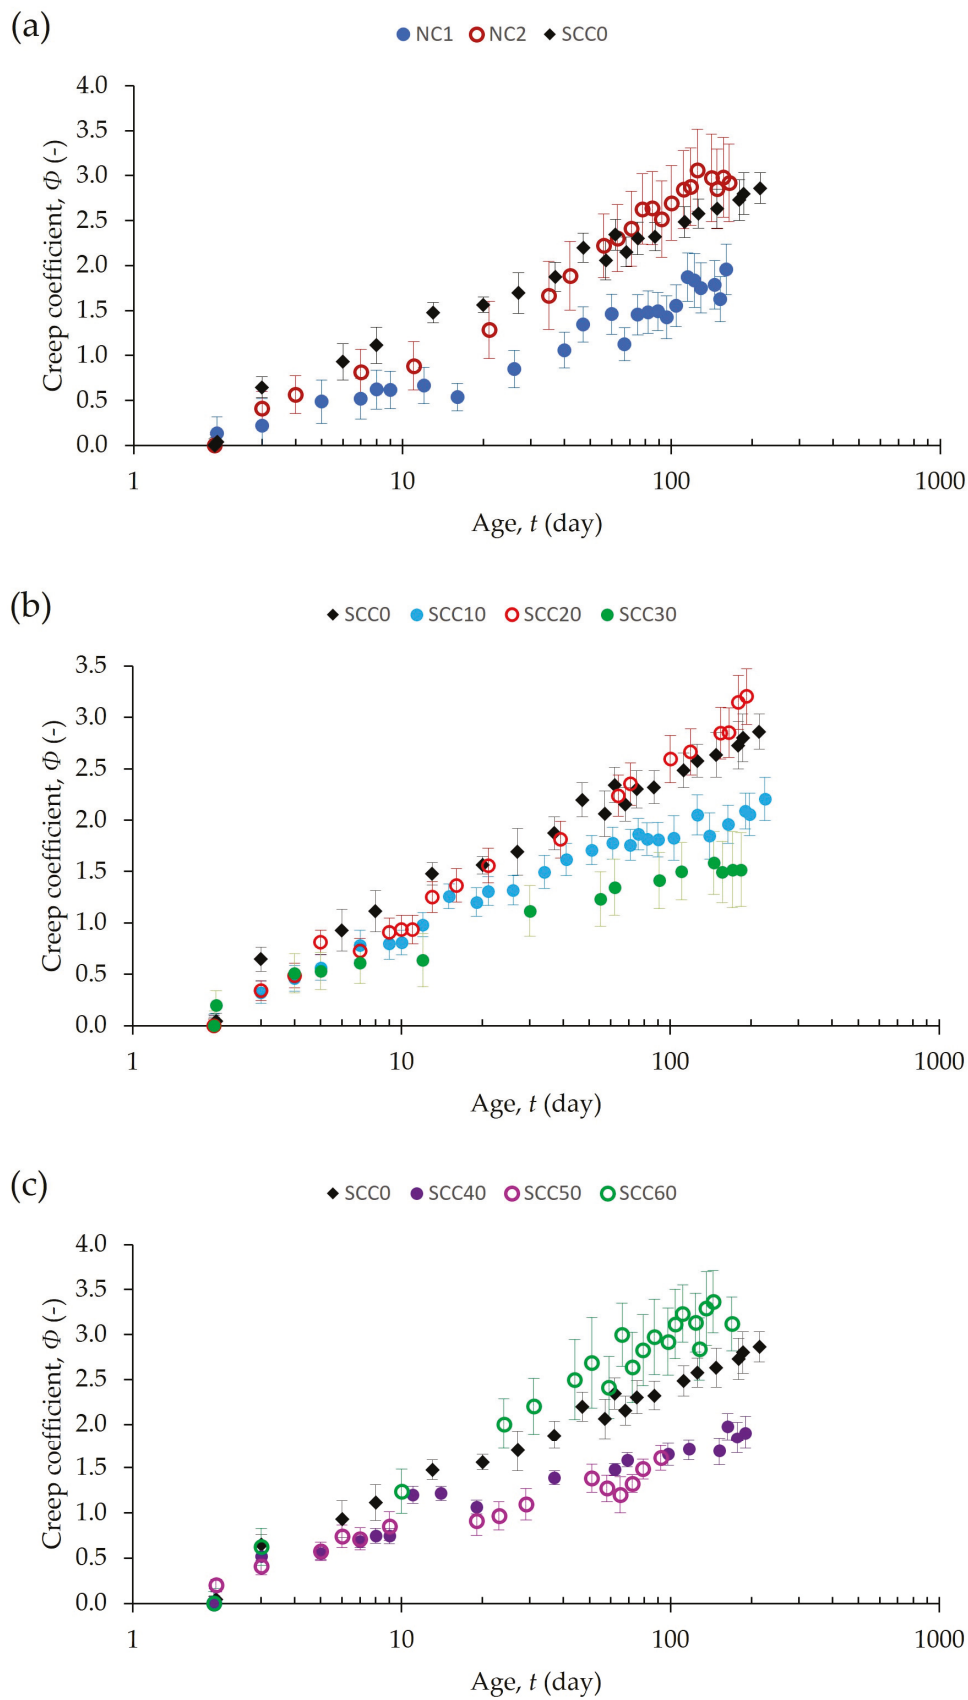 (a)
NC1 NC2 SCC0
4.0
3.5
3.0
2.5
2.0
1.5
1.0
0.5
0.0
Creep coefficient, Φ (-)
1 10 100 1000
Age, t (day)
(b)
SCC0 SCC10 SCC20 SCC30
3.5
3.0
2.5
2.0
1.5
1.0
0.5
0.0
Creep coefficient, Φ (-)
1 10 100 1000
Age, t (day)
(c)
SCC0 SCC40 SCC50 SCC60
4.0
3.5
3.0
2.5
2.0
1.5
1.0
0.5
0.0
Creep coefficient, Φ (-)
1 10 100 1000
Age, t (day)